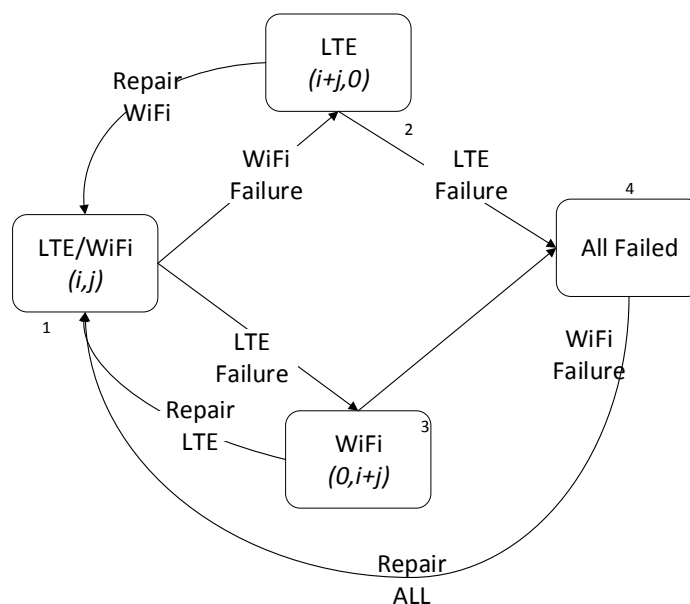 LTE
(i+j,0)
Repair
WiFi
2
WiFi
Failure
LTE
Failure
4
LTE/WiFi
(i,j)
All Failed
1
LTE
Failure
WiFi
Failure
Repair
LTE
WiFi
(0,i+j)
3
Repair
ALL